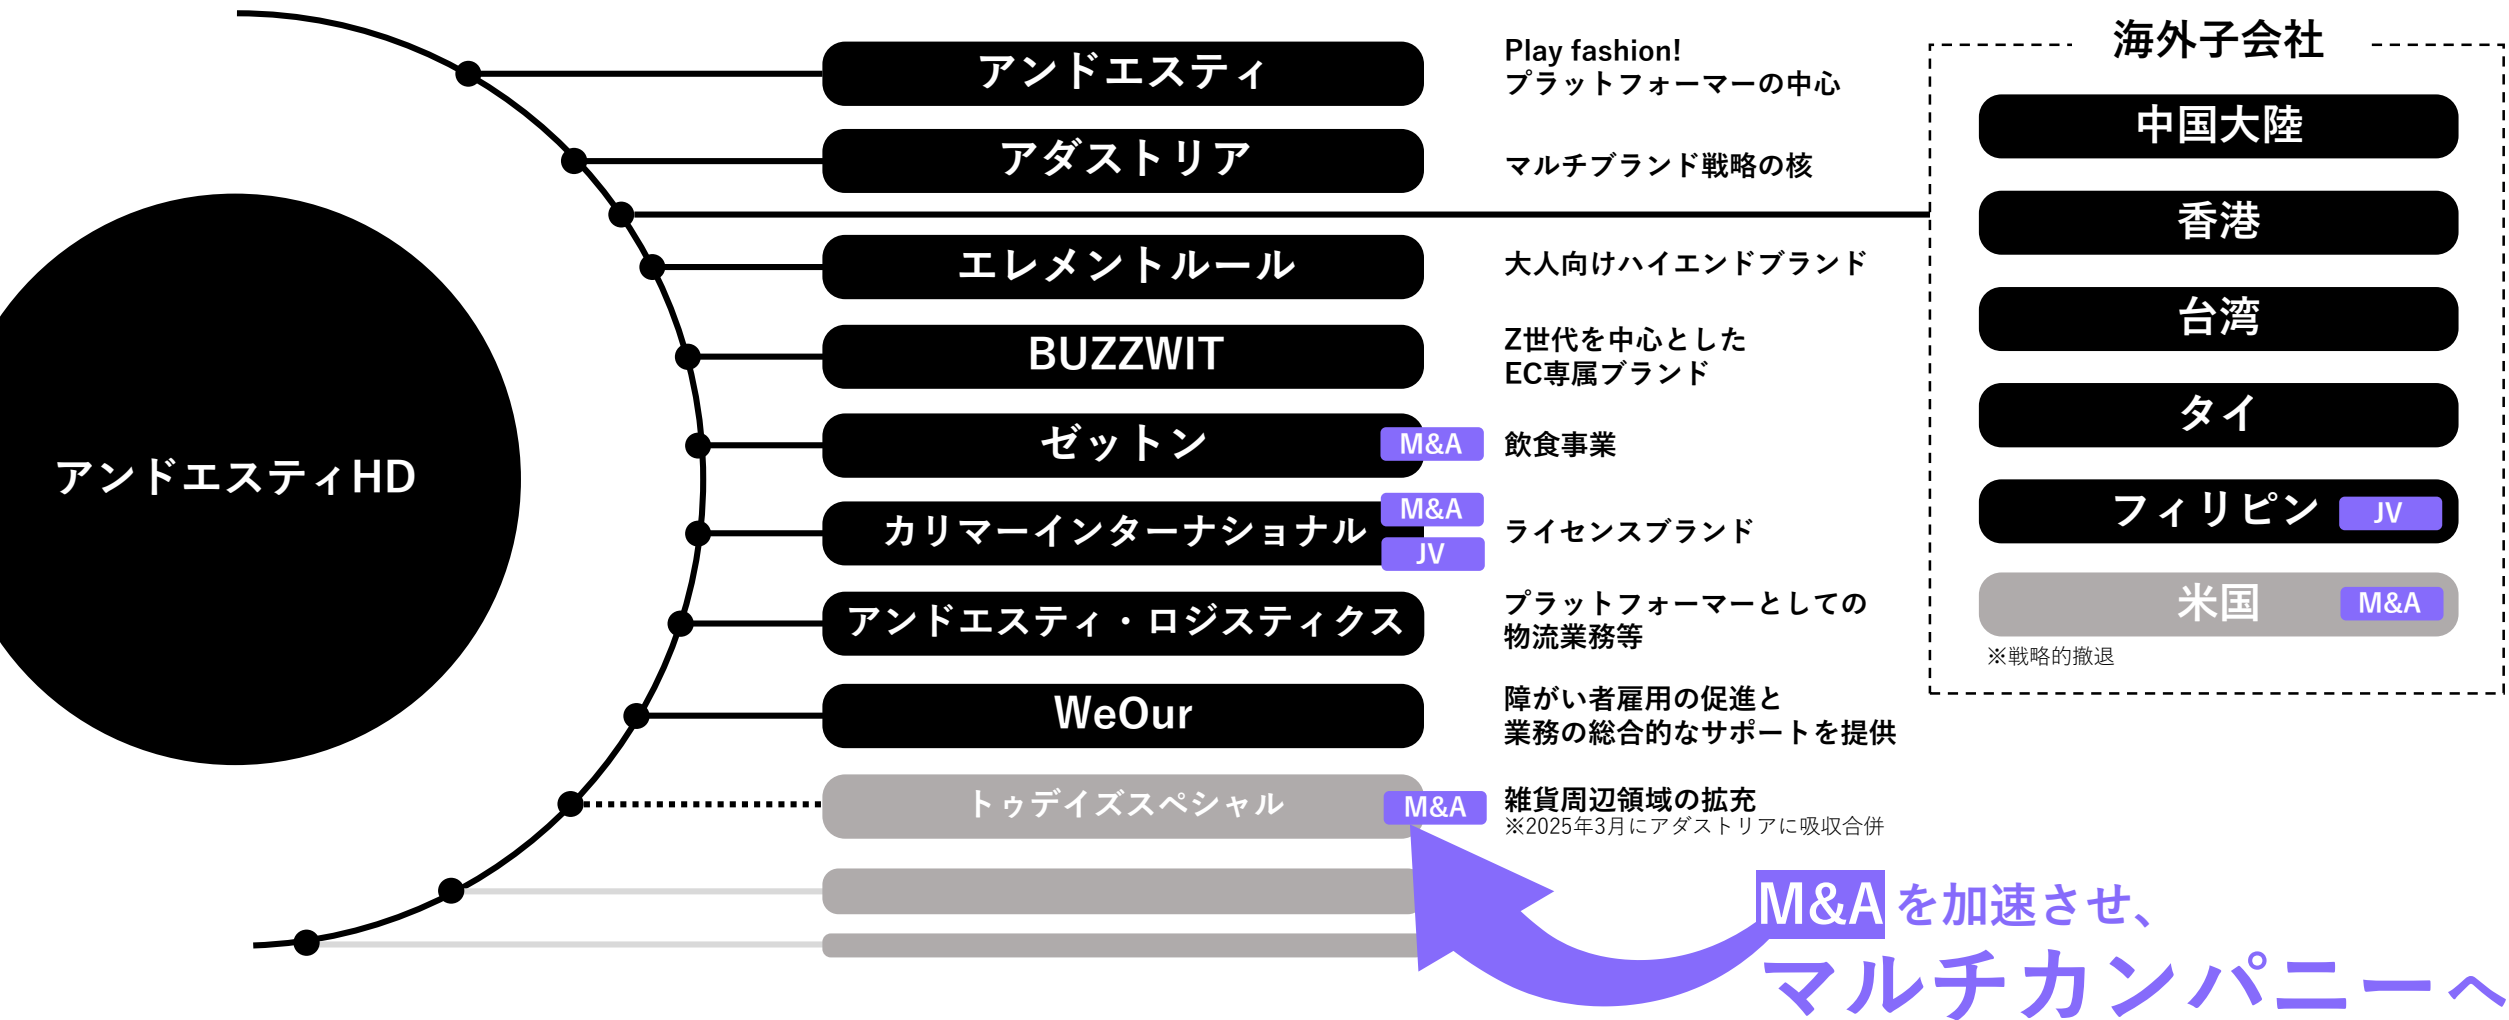 アンドエスティHD
アンドエスティ
Play fashion!
プラットフォーマーの中心
アダストリア
マルチブランド戦略の核
エレメントルール
大人向けハイエンドブランド
BUZZWIT
Z世代を中心とした
EC専属ブランド
ゼットン
M&A
飲食事業
カリマーインターナショナル
M&A
JV
ライセンスブランド
アンドエスティ・ロジスティクス
プラットフォーマーとしての
物流業務等
WeOur
障がい者雇用の促進と
業務の総合的なサポートを提供
トゥデイズスペシャル
M&A
雑貨周辺領域の拡充
※2025年3月にアダストリアに吸収合併
海外子会社
中国大陸
香港
台湾
タイ
フィリピン JV
米国 M&A
※戦略的撤退
M&Aを加速させ、
マルチカンパニーへ